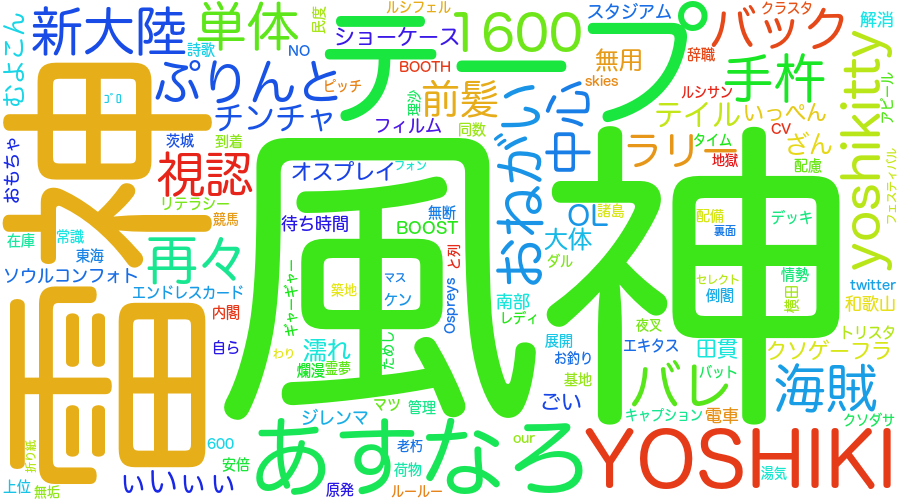 むよこん
新大陸
単体
民度
詩歌
NO
ルシフェル
ショーケース
テープ
1600
スタジアム
バック
クラスタ
解消
雷神
ゴロ
ぷりんと
ピッチ
BOOTH
前髪
無用
skies
辞職
手杵
アピール
チンチャ
理沙
フィルム
同数
おねがい
中心
ルシサン
テイル
いっぺん
CV
yoshikitty
おもちゃ
茨城
到着
視認
オスプレイ
フォン
ラリー
タイム
地獄
ざん
配慮
フェスティバル
リテラシー
競馬
待ち時間
無断
BOOST
風神
OL
諸島
大体
配備
裏面
デッキ
在庫
常識
東海
再々
と列
ダル
ソウルコンフォト
エンドレスカード
ギャーギャー
築地
マス
ケン
Ospreys
南部
レディ
セレクト
倒閣
情勢
横田
twitter
和歌山
内閣
自ら
わり
濡れ
爛漫
霊夢
ためし
夜叉
展開
お釣り
エキタス
田貫
トリスタ
クソゲーフラ
基地
バレ
バット
海賊
ごい
マツ
管理
ジレンマ
キャプション
電車
クソダサ
600
あすなろ
老朽
our
YOSHIKI
折り紙
安倍
荷物
湯気
上位
無垢
いいいい
原発
ルールー